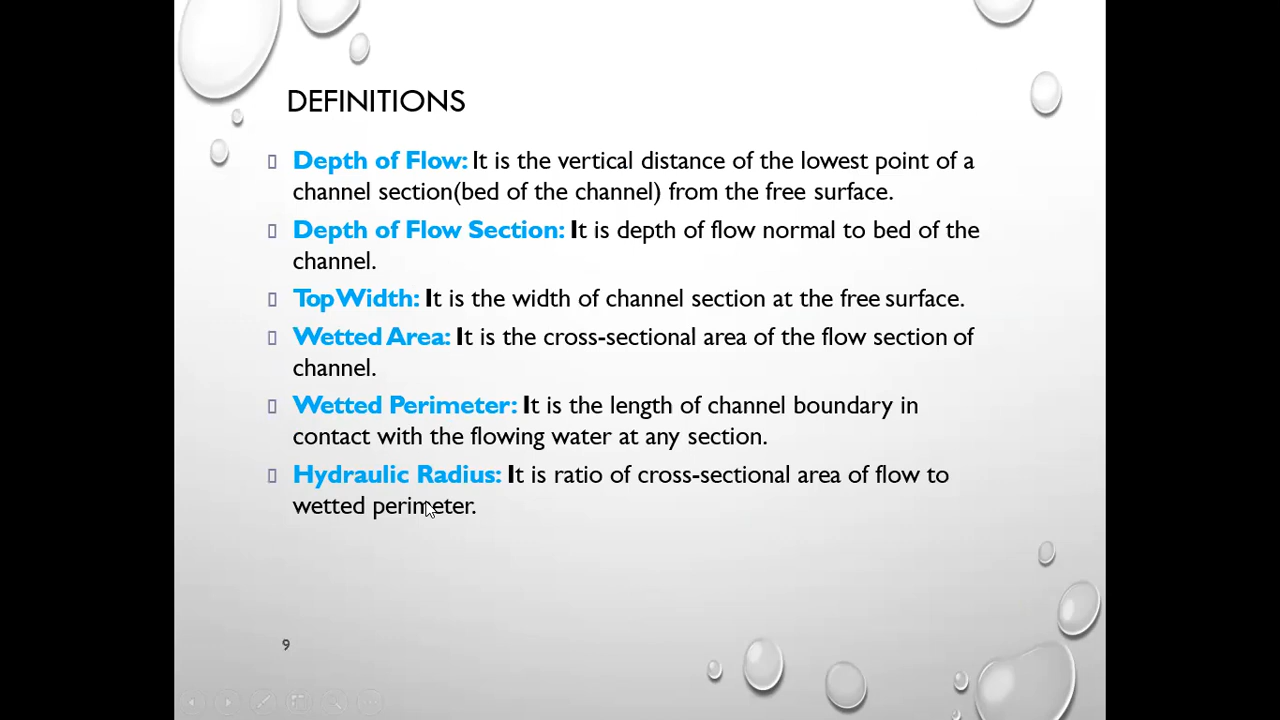 DEFINITIONS
Depth of Flow: It is the vertical distance of the lowest point of a
channel section(bed of the channel) from the free surface.
Depth of Flow Section: It is depth of flow normal to bed of the
channel.
Top Width: It is the width of channel section at the free surface.
Wetted Area: It is the cross-sectional area of the flow section of
channel.
Wetted Perimeter: It is the length of channel boundary in
contact with the flowing water at any section.
Hydraulic Radius: It is ratio of cross-sectional area of flow to
wetted perimeter.
9